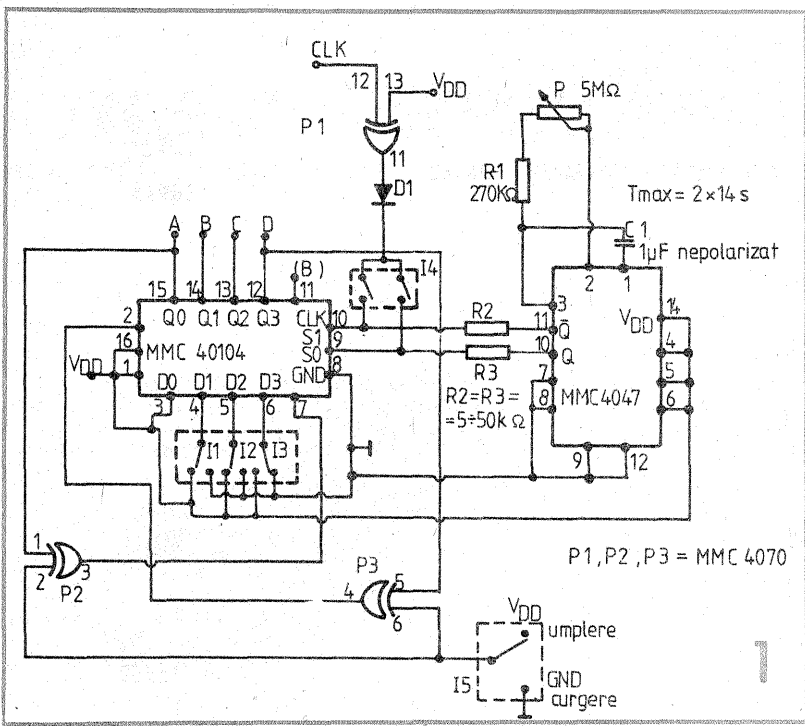 CLK
12 13 VDD
P1
11
D1
P 5MΩ
R1
270KΩ
Tmax = 2×14 s
C1
1µF nepolarizat
A B C D
(B)
I4
15 14 13 12 11
Q0 Q1 Q2 Q3
2
16
VDD 1
MMC 40104
CLK 10
S1 9
S0 8
GND
D0 D1 D2 D3
3 4 5 6 7
I1 I2 I3
R2
R3
R2=R3=
=5÷50k Ω
3 2 1
11 Q̅
10 Q
7
8
VDD 14
4
5
6
MMC4047
9 12
1
2
3
P2
P3
4 5
6
P1,P2,P3 = MMC 4070
VDD
umplere
I5
GND
curgere
1